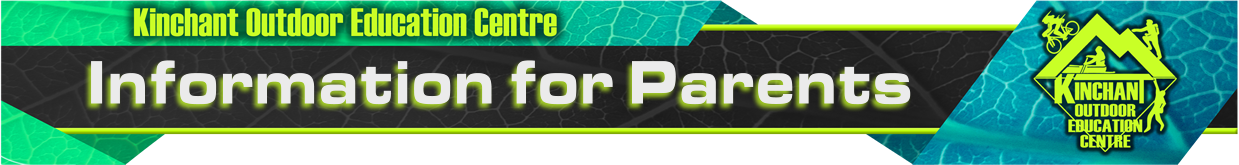 Kinchant Outdoor Education Centre
Information for Parents
KINCHANT
OUTDOOR
EDUCATION
CENTRE